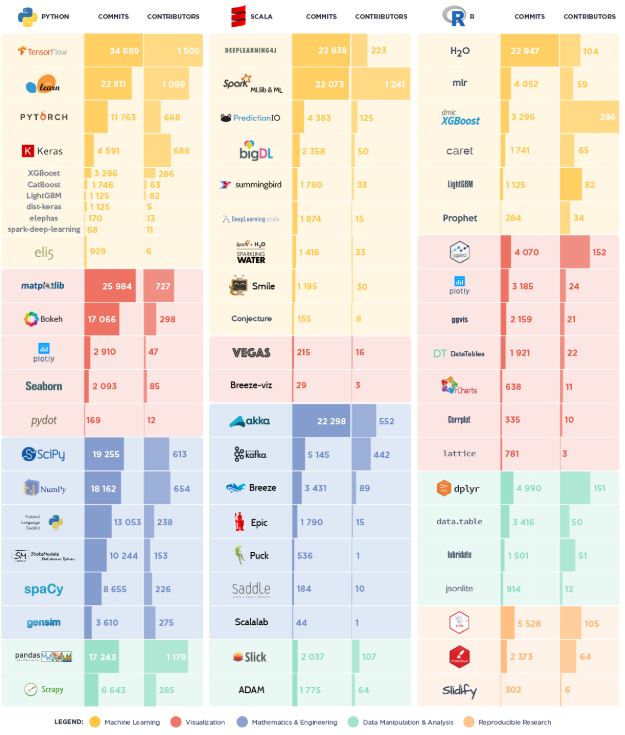 PYTHON COMMITS CONTRIBUTORS
TensorFlow 34 689 1 505
learn 22 811 1 099
PYTORCH 11 763 668
K Keras 4 591 688
XGBoost 3 296 286
CatBoost 1 746 63
LightGBM 1 125 82
dist-keras 1 125 5
elephas 170 13
spark-deep-learning 68 11
eli5 929 6
matplotlib 25 984 727
Bokeh 17 066 298
plotly 2 910 47
Seaborn 2 093 85
pydot 169 12
SciPy 19 255 613
NumPy 18 162 654
Natural
Language
Toolkit 13 053 238
SM StatsModels
Statistics in Python 10 244 153
spaCy 8 655 226
gensim 3 610 275
pandas 17 243 1 179
Scrapy 6 643 285
SCALA COMMITS CONTRIBUTORS
DEEPLEARNING4J 22 938 223
Spark MLlib & ML 22 073 1 241
PredictionIO 4 383 125
bigDL 2 358 50
summingbird 1 780 33
DeepLearning.scala 1 874 15
Spark + H2O
SPARKLING
WATER 1 416 33
Smile 1 195 30
Conjecture 155 8
VEGAS 215 16
Breeze-viz 29 3
akka 22 298 552
kafka 5 145 442
Breeze 3 431 89
Epic 1 790 15
Puck 536 1
Saddle 184 10
Scalalab 44 1
Slick 2 037 107
ADAM 1 775 64
R R COMMITS CONTRIBUTORS
H2O 22 947 104
mlr 4 052 59
dmlc
XGBoost 3 296 286
caret 1 741 65
LightGBM 1 125 82
Prophet 284 34
ggplot2 4 070 152
plotly 3 185 24
ggvis 2 159 21
DT DataTables 1 921 22
rCharts 638 11
Corrplot 335 10
lattice 781 3
dplyr 4 990 151
data.table 3 416 50
lubridate 1 501 51
jsonlite 914 12
5 528 105
2 373 64
Slidify 302 6
LEGEND: Machine Learning Visualization Mathematics & Engineering Data Manipulation & Analysis Reproducible Research